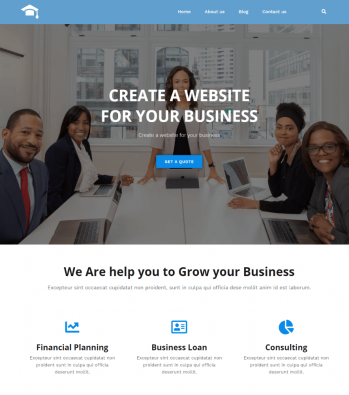 Home About us Blog Contact us
CREATE A WEBSITE
FOR YOUR BUSINESS
Create a website for your business
GET A QUOTE
We Are help you to Grow your Business
Excepteur sint occaecat cupidatat non proident, sunt in culpa qui officia dese mollit anim id est laborum.
Financial Planning Business Loan Consulting
Excepteur sint occaecat cupidatat non Excepteur sint occaecat cupidatat non Excepteur sint occaecat cupidatat non
proident sunt in culpa qui officia proident sunt in culpa qui officia proident sunt in culpa qui officia
deserunt mollit. deserunt mollit. deserunt mollit.